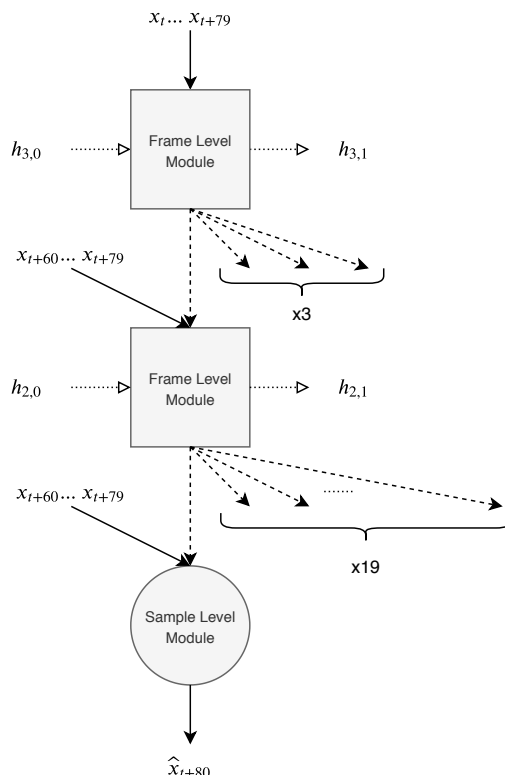 x_t ... x_{t+79}
Frame Level
Module
h_{3,0}
h_{3,1}
x_{t+60} ... x_{t+79}
x3
Frame Level
Module
h_{2,0}
h_{2,1}
x_{t+60} ... x_{t+79}
.......
x19
Sample Level
Module
\hat{x}_{t+80}